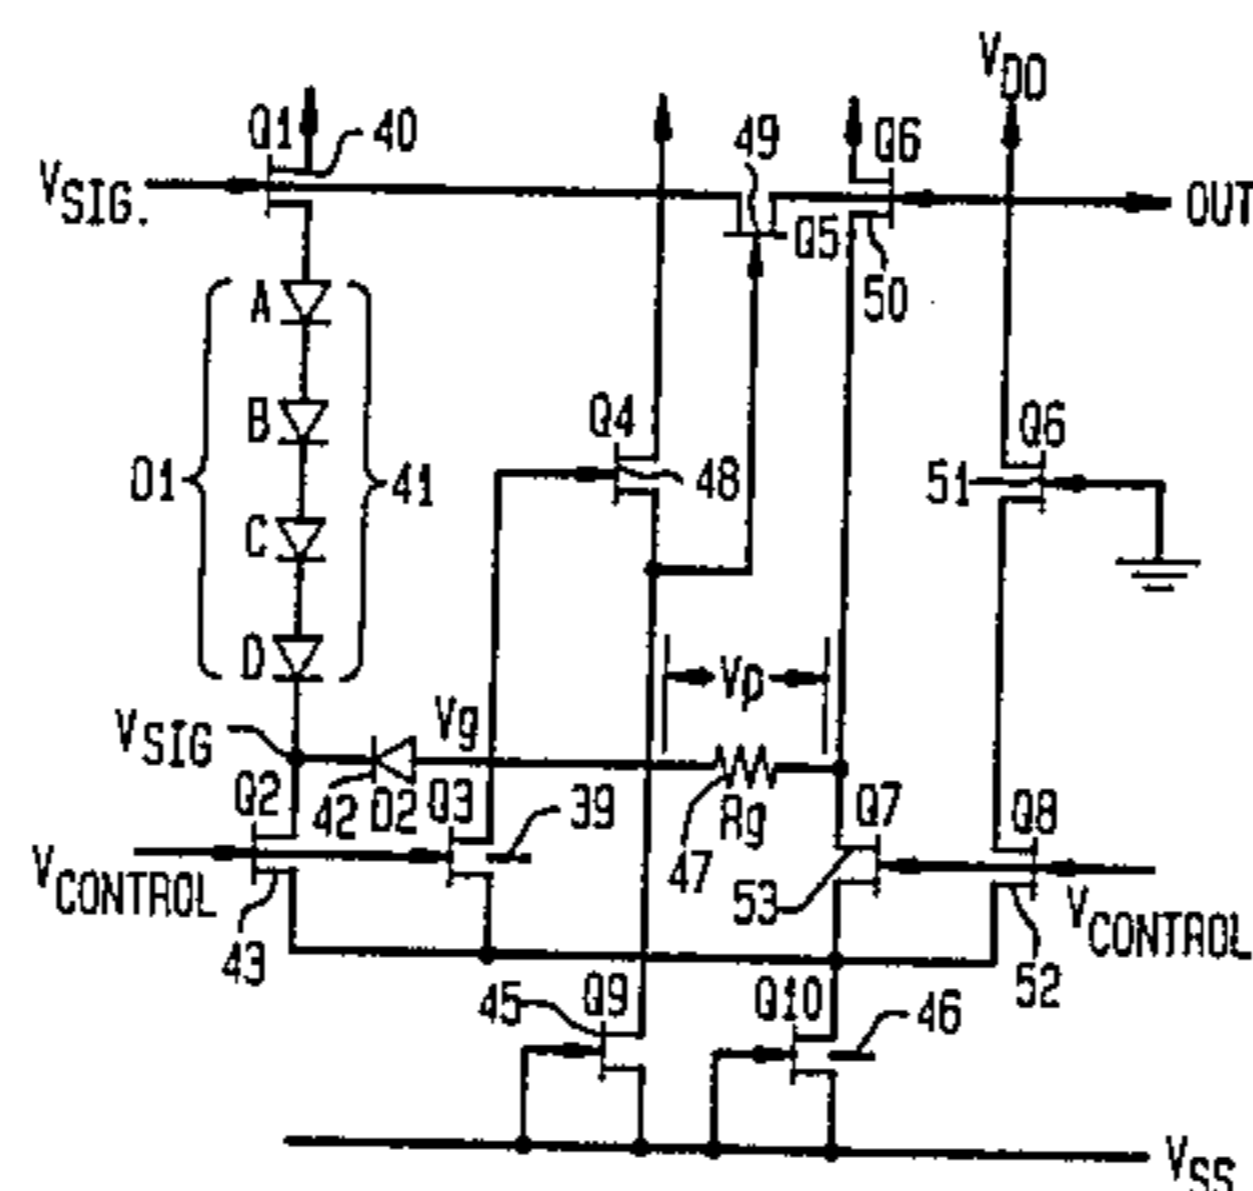 VDD
Q1
40
49
Q6
VSIG.
OUT
Q5
50
A
Q4
Q6
B
D1
41
48
51
C
D
Vp
VSIG
Vg
Q2
42
D2
Q3
39
Rg
Q7
Q8
47
53
VCONTROL
VCONTROL
43
52
45
Q9
Q10
46
VSS